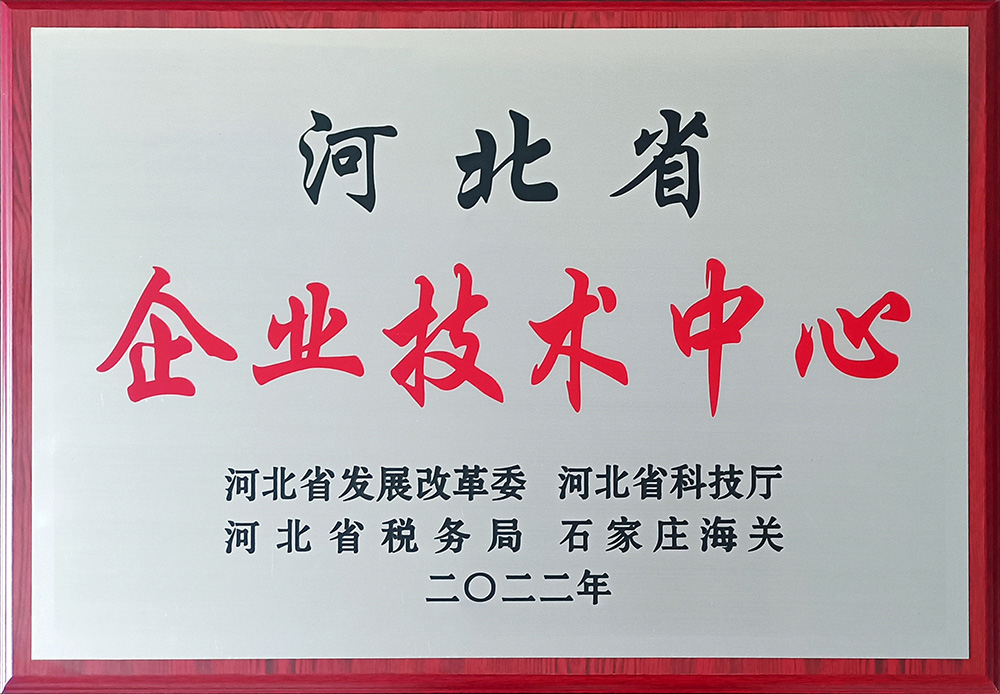 河北省
企业技术中心
河北省发展改革委 河北省科技厅
河北省税务局 石家庄海关
二〇二二年